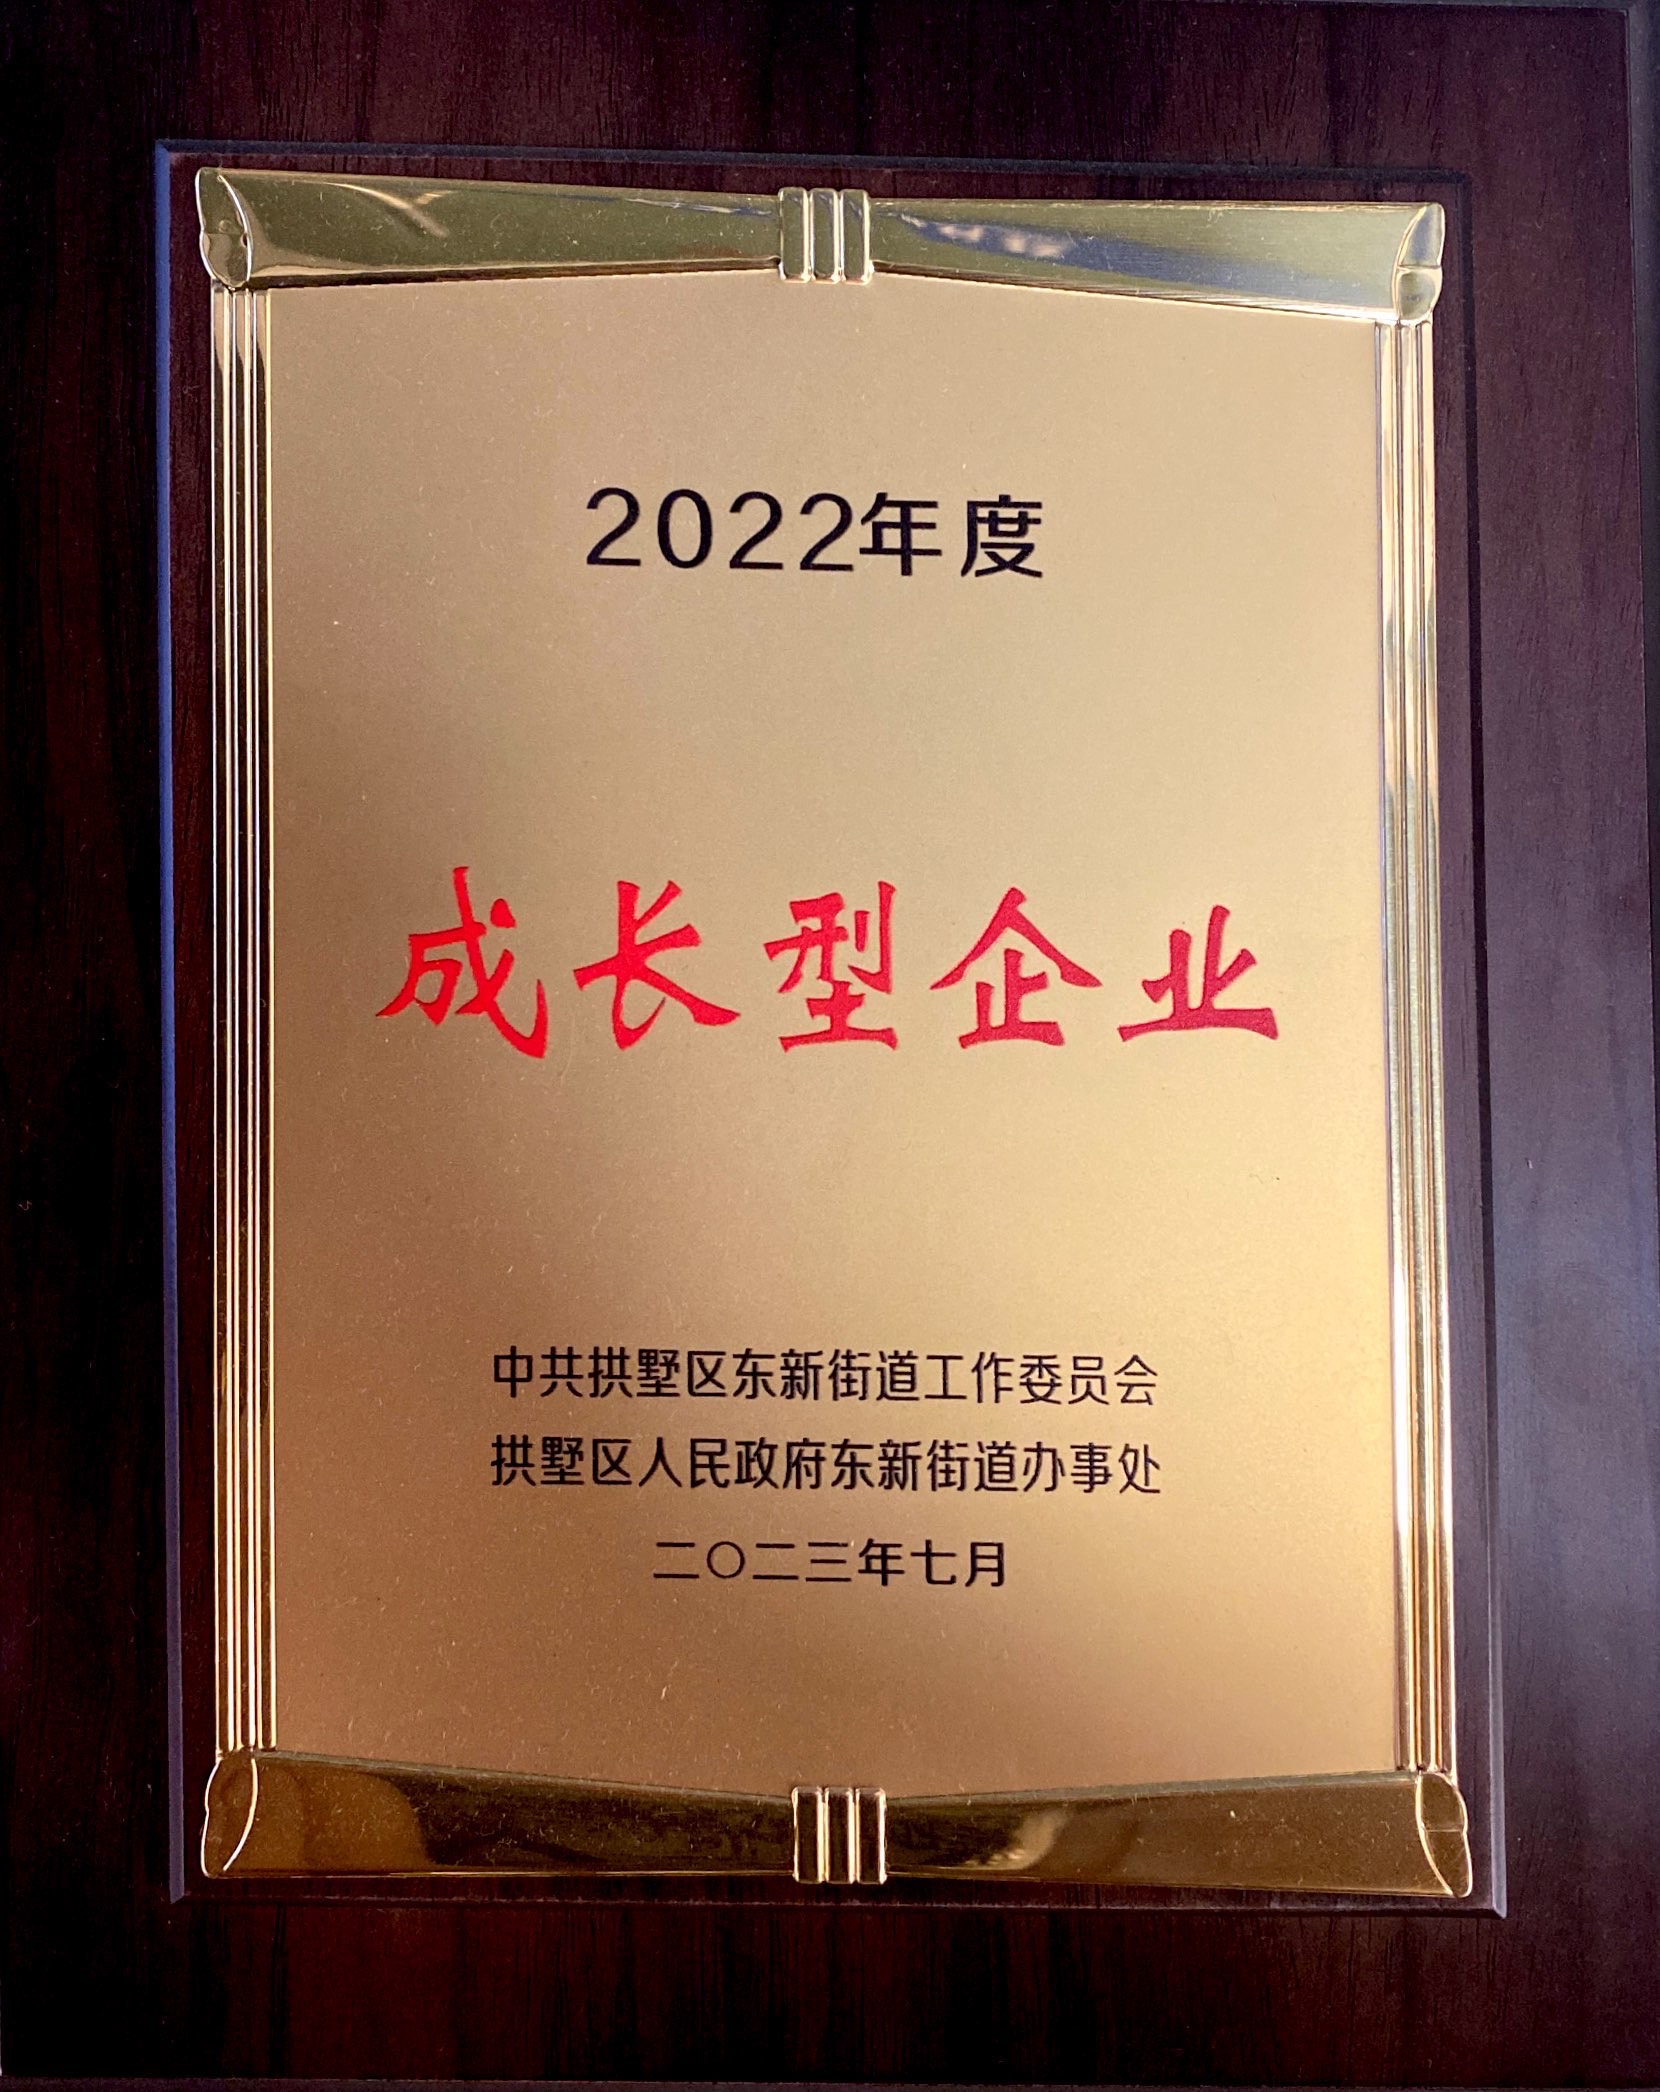 2022年度
成长型企业
中共拱墅区东新街道工作委员会
拱墅区人民政府东新街道办事处
二〇二三年七月